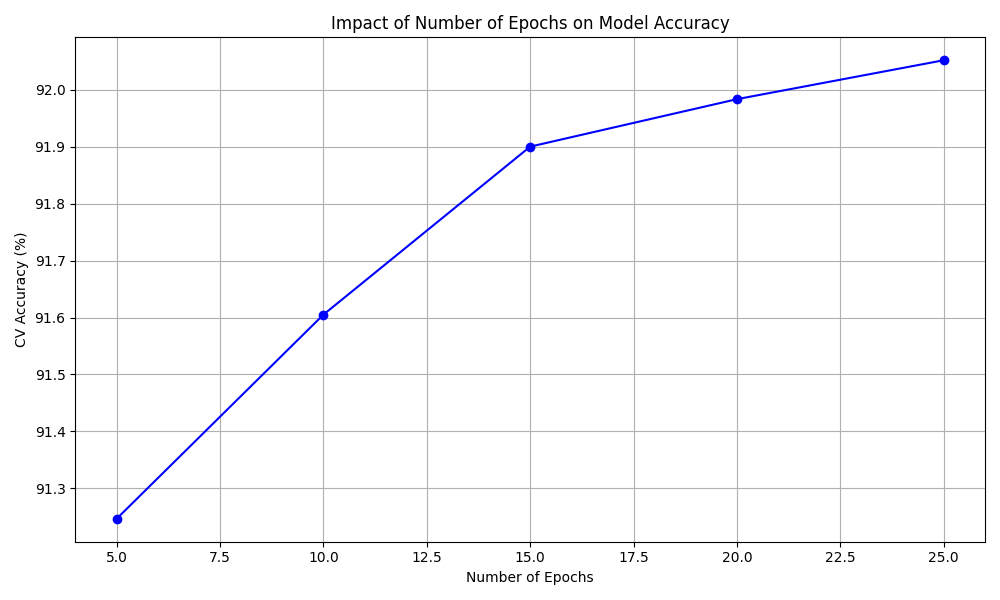 Impact of Number of Epochs on Model Accuracy
CV Accuracy (%)
92.0
91.9
91.8
91.7
91.6
91.5
91.4
91.3
5.0 7.5 10.0 12.5 15.0 17.5 20.0 22.5 25.0
Number of Epochs